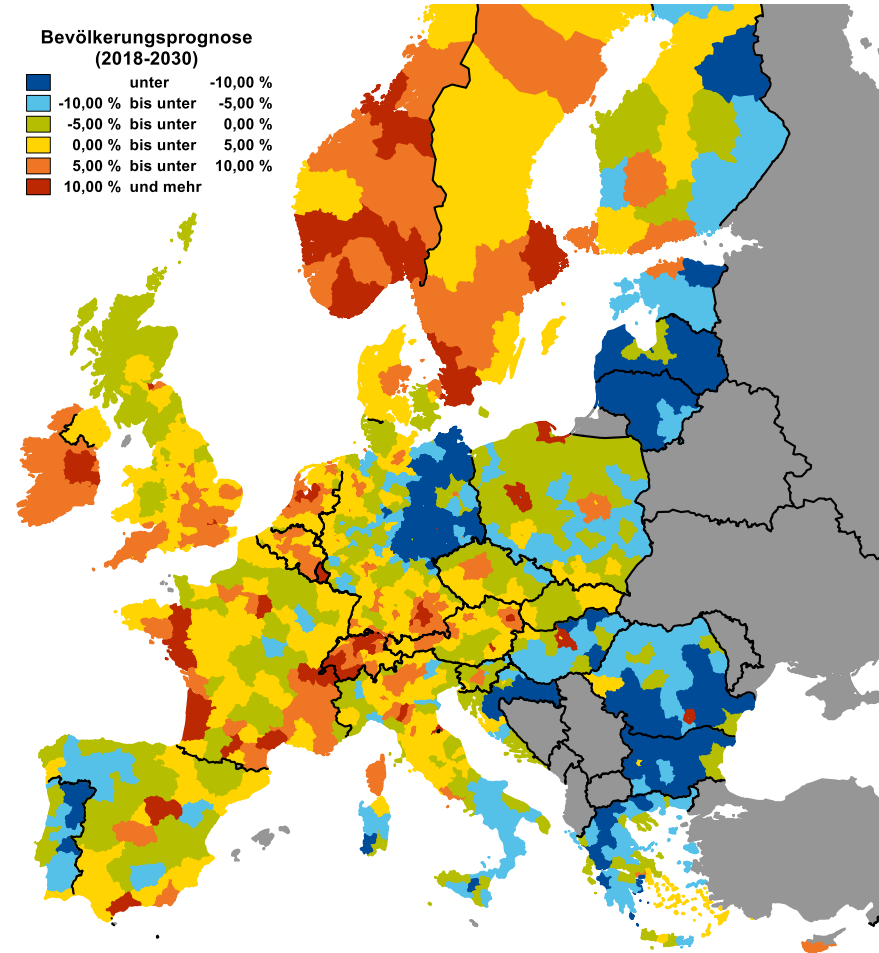 Bevölkerungsprognose
(2018-2030)
unter -10,00 %
-10,00 % bis unter -5,00 %
-5,00 % bis unter 0,00 %
0,00 % bis unter 5,00 %
5,00 % bis unter 10,00 %
10,00 % und mehr